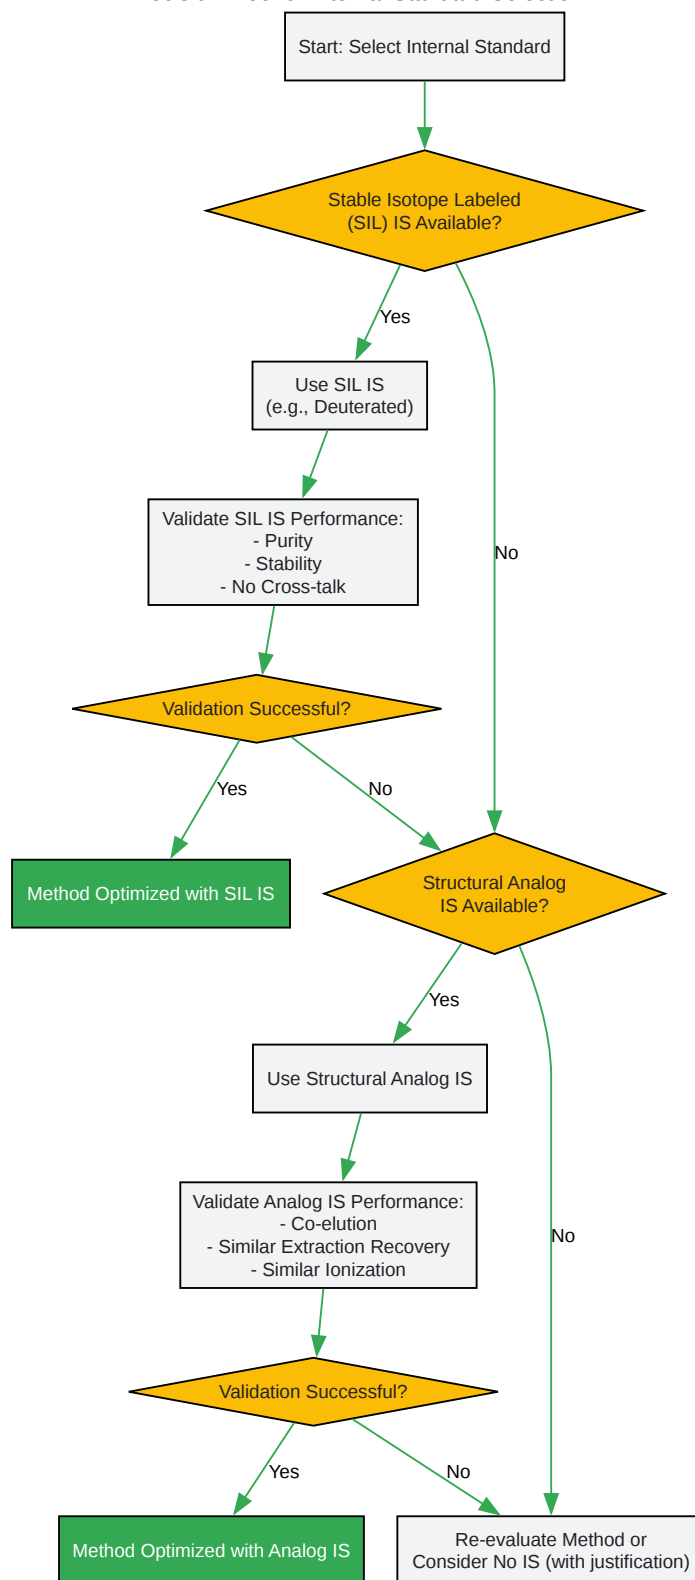 Start: Select Internal Standard
Stable Isotope Labeled
(SIL) IS Available?
Yes
Use SIL IS
(e.g., Deuterated)
Validate SIL IS Performance:
- Purity
- Stability
- No Cross-talk
No
Validation Successful?
Yes
No
Method Optimized with SIL IS
Structural Analog
IS Available?
Yes
Use Structural Analog IS
Validate Analog IS Performance:
- Co-elution
- Similar Extraction Recovery
- Similar Ionization
No
Validation Successful?
Yes
No
Method Optimized with Analog IS
Re-evaluate Method or
Consider No IS (with justification)